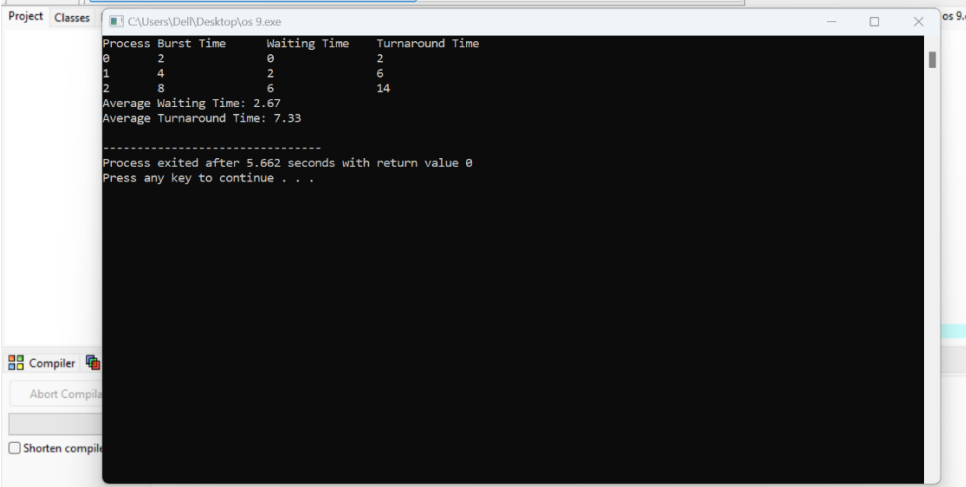 Project Classes
C:\Users\Dell\Desktop\os 9.exe
os 9.
Process Burst Time Waiting Time Turnaround Time
0 2 0 2
1 4 2 6
2 8 6 14
Average Waiting Time: 2.67
Average Turnaround Time: 7.33
--------------------------------
Process exited after 5.662 seconds with return value 0
Press any key to continue . . .
Compiler
Abort Compila
Shorten compile